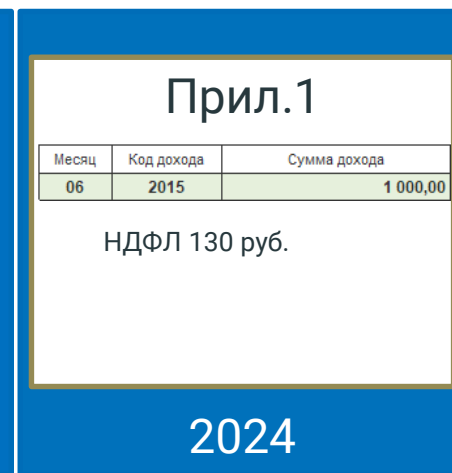 Прил.1
Месяц Код дохода Сумма дохода
06 2015 1 000,00
НДФЛ 130 руб.
2024